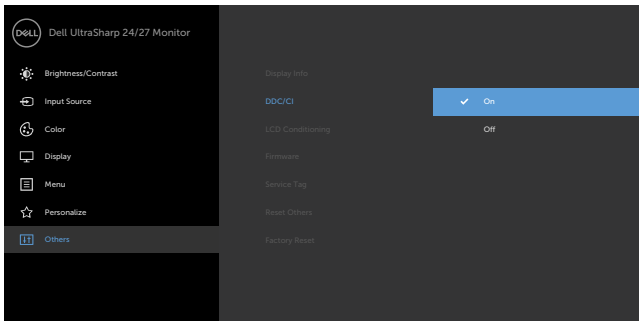 DELL Dell UltraSharp 24/27 Monitor
Brightness/Contrast
Display Info
Input Source
DDC/CI
On
Color
LCD Conditioning
Off
Display
Firmware
Menu
Service Tag
Personalize
Reset Others
Others
Factory Reset